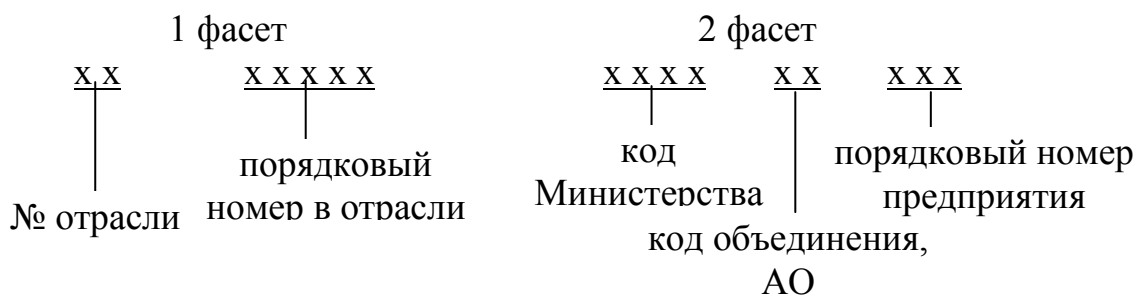 1 фасет 2 фасет
х х х х х х х х х х х х х х х х
порядковый код порядковый номер
№ отрасли номер в отрасли Министерства предприятия
код объединения,
АО